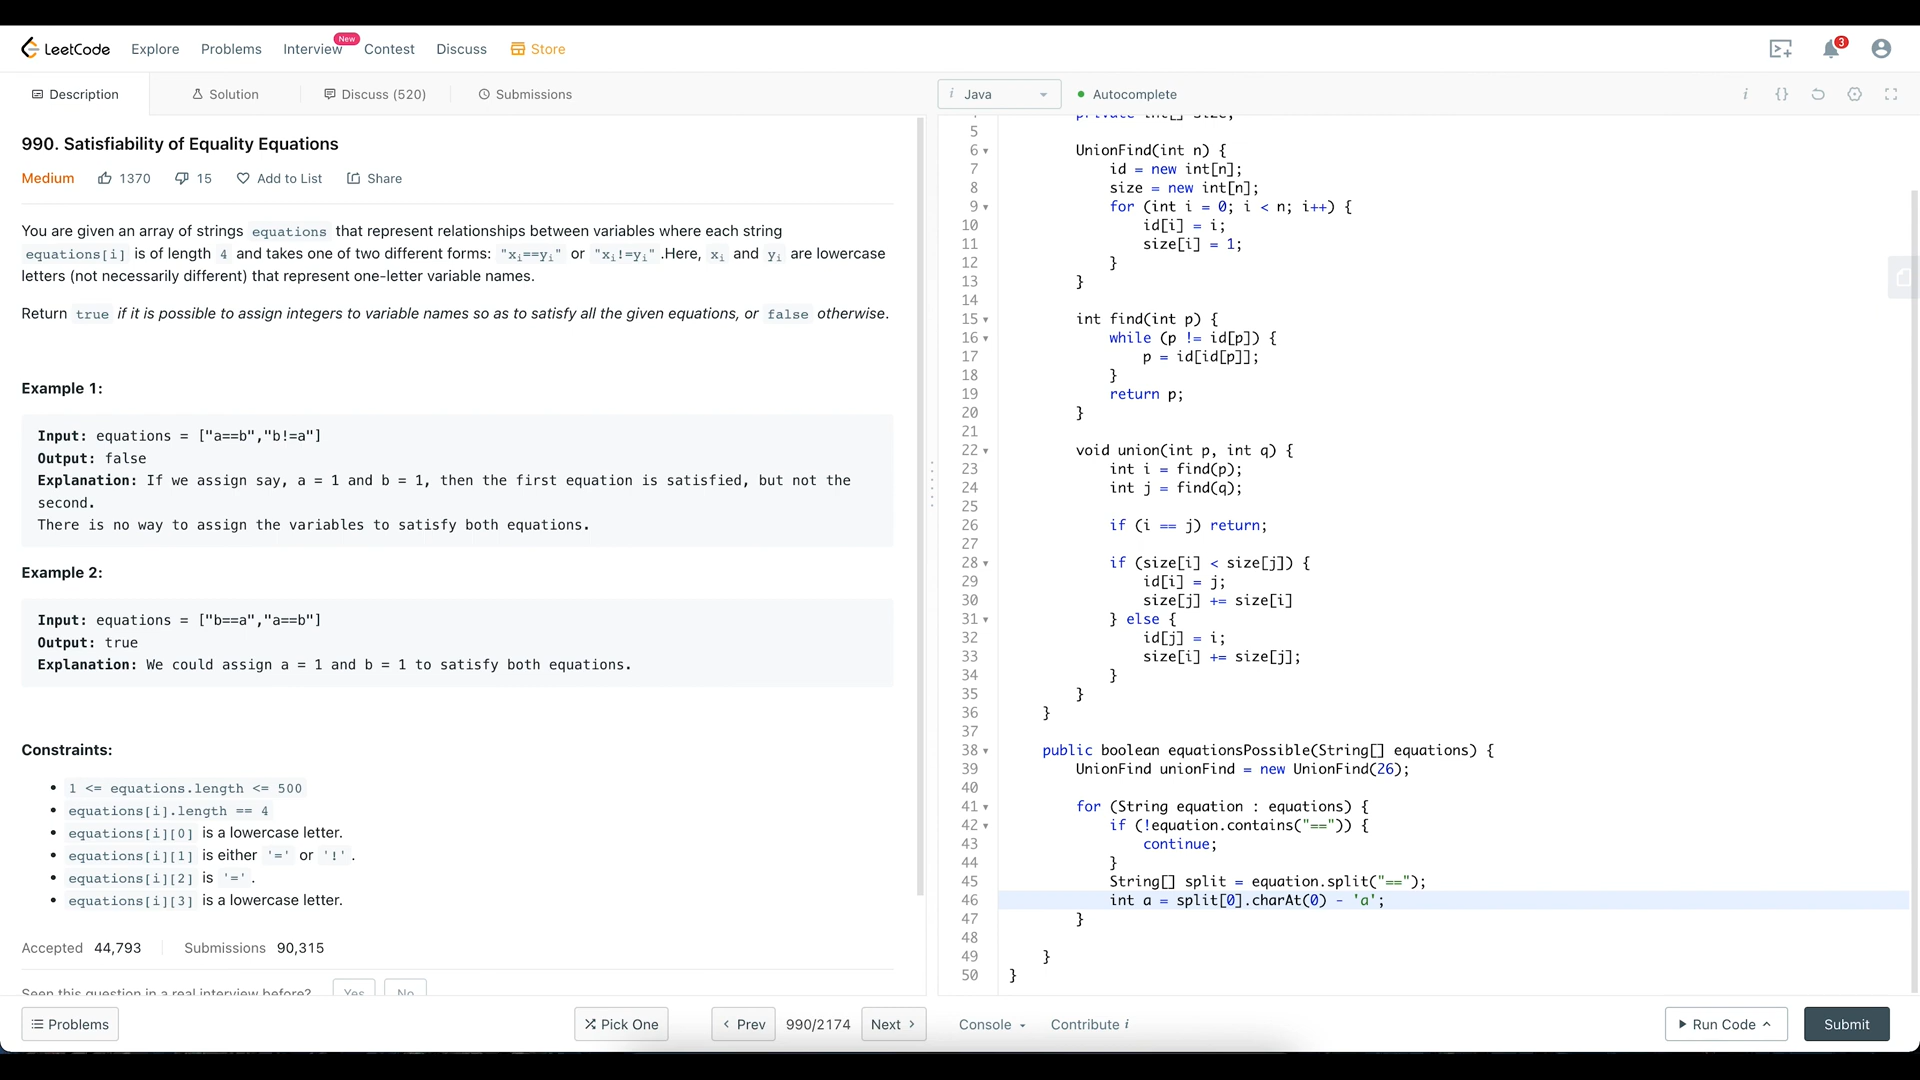 LeetCode
Explore
Problems
Interview
New
Contest
Discuss
Store
3
Description
Solution
Discuss (520)
Submissions
i Java
Autocomplete
i
{}
990. Satisfiability of Equality Equations
Medium
1370
15
Add to List
Share
You are given an array of strings equations that represent relationships between variables where each string
equations[i] is of length 4 and takes one of two different forms: "xi==yi" or "xi!=yi".Here, xi and yi are lowercase
letters (not necessarily different) that represent one-letter variable names.
Return true if it is possible to assign integers to variable names so as to satisfy all the given equations, or false otherwise.
Example 1:
Input: equations = ["a==b","b!=a"]
Output: false
Explanation: If we assign say, a = 1 and b = 1, then the first equation is satisfied, but not the
second.
There is no way to assign the variables to satisfy both equations.
Example 2:
Input: equations = ["b==a","a==b"]
Output: true
Explanation: We could assign a = 1 and b = 1 to satisfy both equations.
Constraints:
• 1 <= equations.length <= 500
• equations[i].length == 4
• equations[i][0] is a lowercase letter.
• equations[i][1] is either '=' or '!'.
• equations[i][2] is '='.
• equations[i][3] is a lowercase letter.
Accepted 44,793
Submissions 90,315
Seen this question in a real interview before?
Yes
No
private int[] size;
5
6 UnionFind(int n) {
7 id = new int[n];
8 size = new int[n];
9 for (int i = 0; i < n; i++) {
10 id[i] = i;
11 size[i] = 1;
12 }
13 }
14
15 int find(int p) {
16 while (p != id[p]) {
17 p = id[id[p]];
18 }
19 return p;
20 }
21
22 void union(int p, int q) {
23 int i = find(p);
24 int j = find(q);
25
26 if (i == j) return;
27
28 if (size[i] < size[j]) {
29 id[i] = j;
30 size[j] += size[i]
31 } else {
32 id[j] = i;
33 size[i] += size[j];
34 }
35 }
36 }
37
38 public boolean equationsPossible(String[] equations) {
39 UnionFind unionFind = new UnionFind(26);
40
41 for (String equation : equations) {
42 if (!equation.contains("==")) {
43 continue;
44 }
45 String[] split = equation.split("==");
46 int a = split[0].charAt(0) - 'a';
47 }
48
49 }
50 }
Problems
Pick One
Prev
990/2174
Next
Console
Contribute i
Run Code
Submit